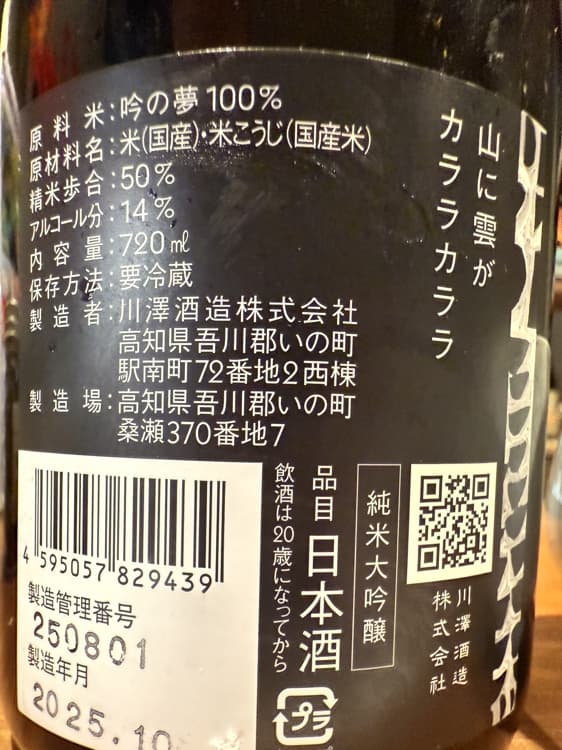 原料米：吟の夢100%
原材料名：米(国産)・米こうじ(国産米)
精米歩合：50%
アルコール分：14%
内容量：720㎖
保存方法：要冷蔵
製造者：川澤酒造株式会社
高知県吾川郡いの町
駅南町72番地2西棟
製造場：高知県吾川郡いの町
桑瀬370番地7
山に雲が
カララカララ
4 595057 829439
製造管理番号
250801
製造年月
2025.10
飲酒は20歳になってから
品目 日本酒
純米大吟醸
川澤酒造
株式会社
プラ